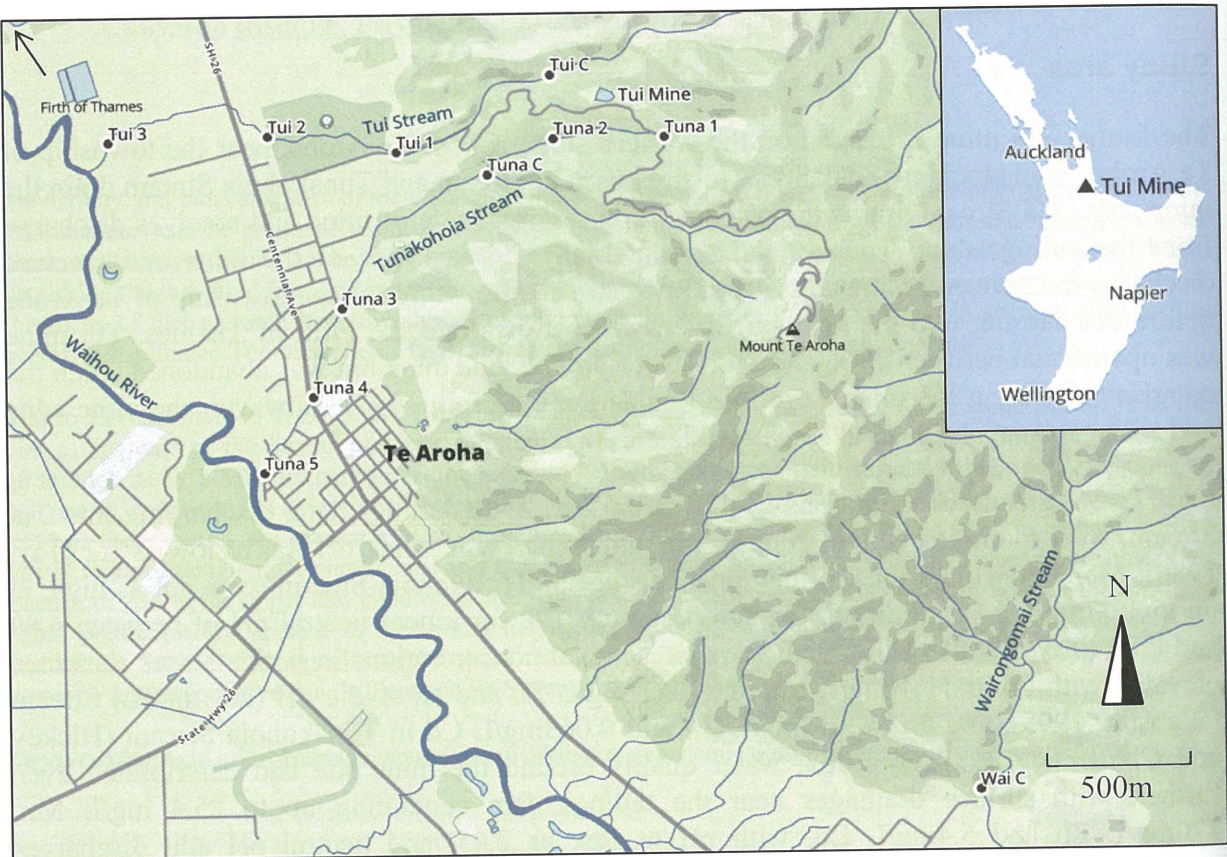 SH 26
Firth of Thames
Tui C
Tui Mine
Tui 3
Tui 2
Tui Stream
Tui 1
Tuna 2
Tuna 1
Tuna C
Tunakohoia Stream
Centennial Ave
Tuna 3
Mount Te Aroha
Waihou River
Tuna 4
Te Aroha
Tuna 5
State Hwy 26
Wairongomai Stream
Wai C
N
500m
Auckland
Tui Mine
Napier
Wellington